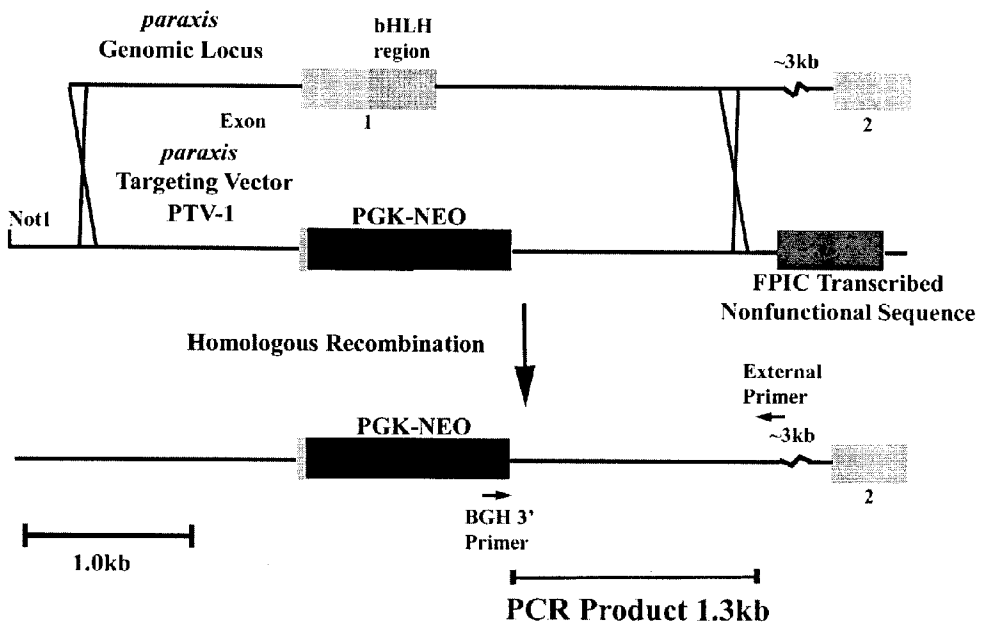 paraxis
Genomic Locus
bHLH
region
~3kb
Exon
1
2
paraxis
Targeting Vector
PTV-1
NotI
PGK-NEO
FPIC Transcribed
Nonfunctional Sequence
Homologous Recombination
External
Primer
PGK-NEO
~3kb
2
BGH 3'
Primer
1.0kb
PCR Product 1.3kb